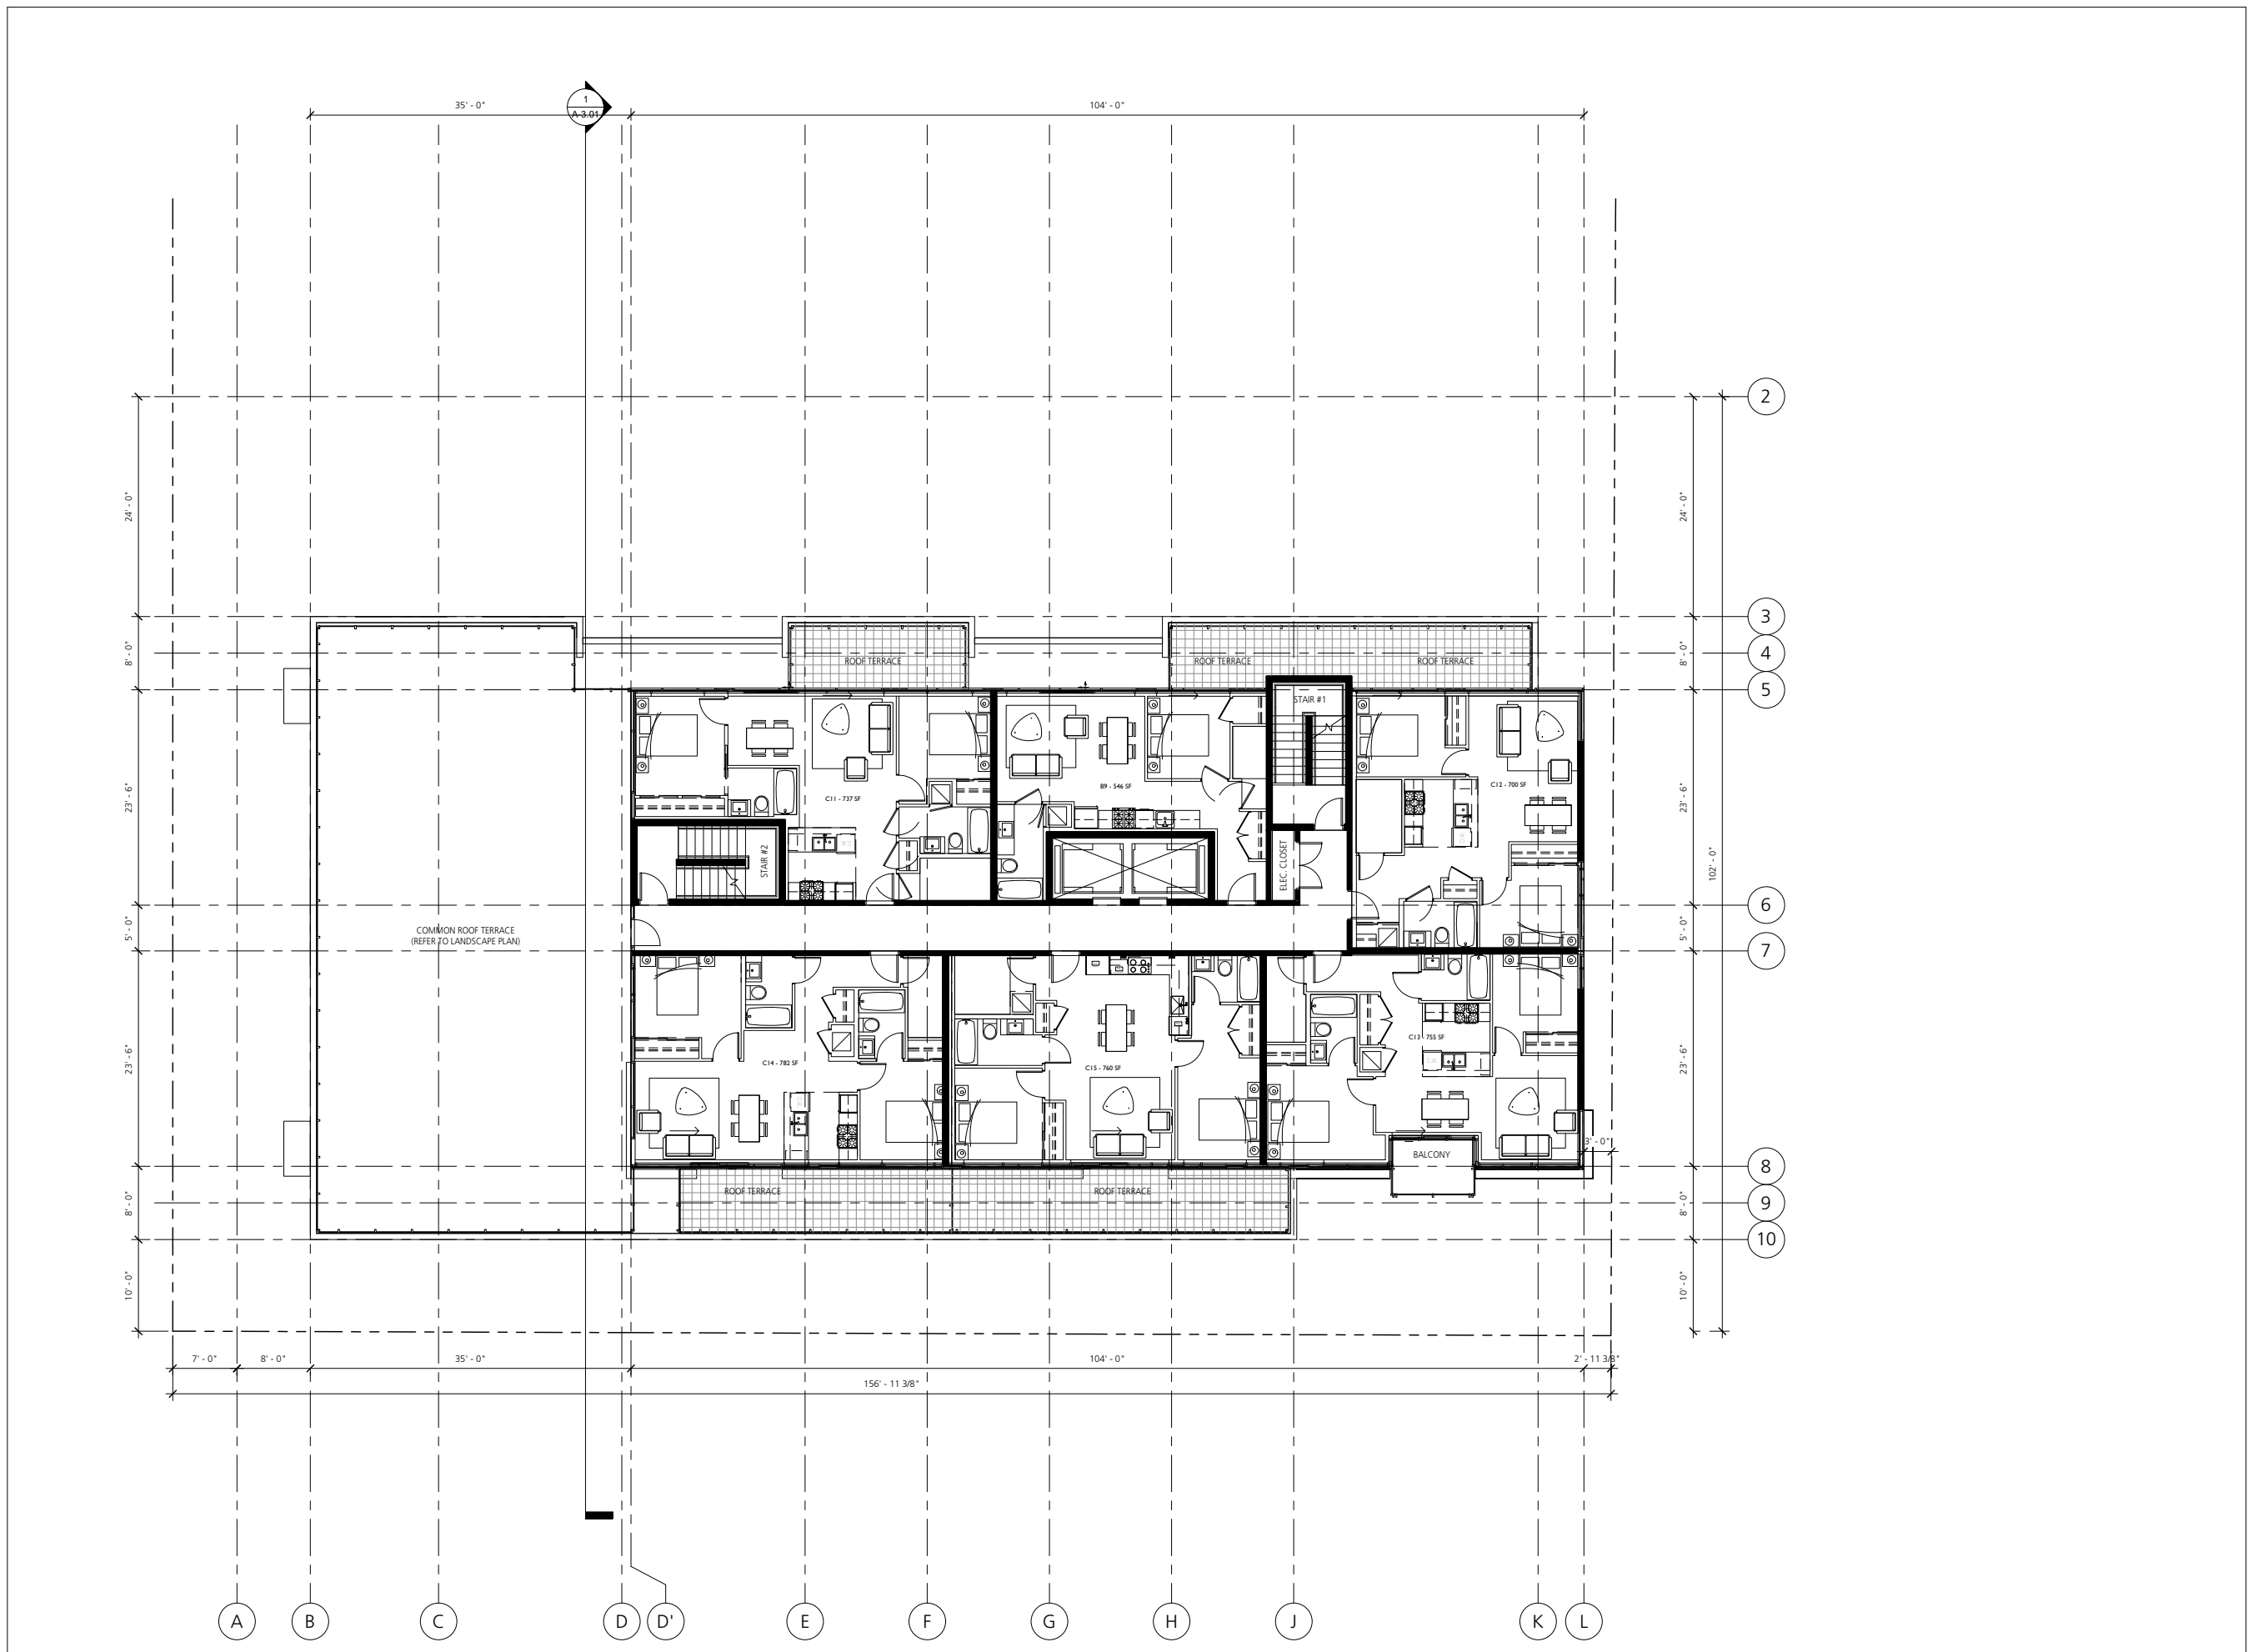 35' - 0"
1
A-3.01
104' - 0"
2
24' - 0"
24' - 0"
3
8' - 0"
ROOF TERRACE
ROOF TERRACE
ROOF TERRACE
8' - 0"
4
5
STAIR #1
23' - 6"
C11 - 737 SF
B9 - 546 SF
C12 - 700 SF
23' - 6"
102' - 0"
STAIR #2
ELEC. CLOSET
6
5' - 0"
COMMON ROOF TERRACE
(REFER TO LANDSCAPE PLAN)
5' - 0"
7
23' - 6"
C14 - 782 SF
C15 - 760 SF
C13 - 755 SF
23' - 6"
3' - 0"
BALCONY
8
8' - 0"
ROOF TERRACE
ROOF TERRACE
8' - 0"
9
10
10' - 0"
10' - 0"
7' - 0"
8' - 0"
35' - 0"
104' - 0"
2' - 11 3/8"
156' - 11 3/8"
A
B
C
D
D'
E
F
G
H
J
K
L